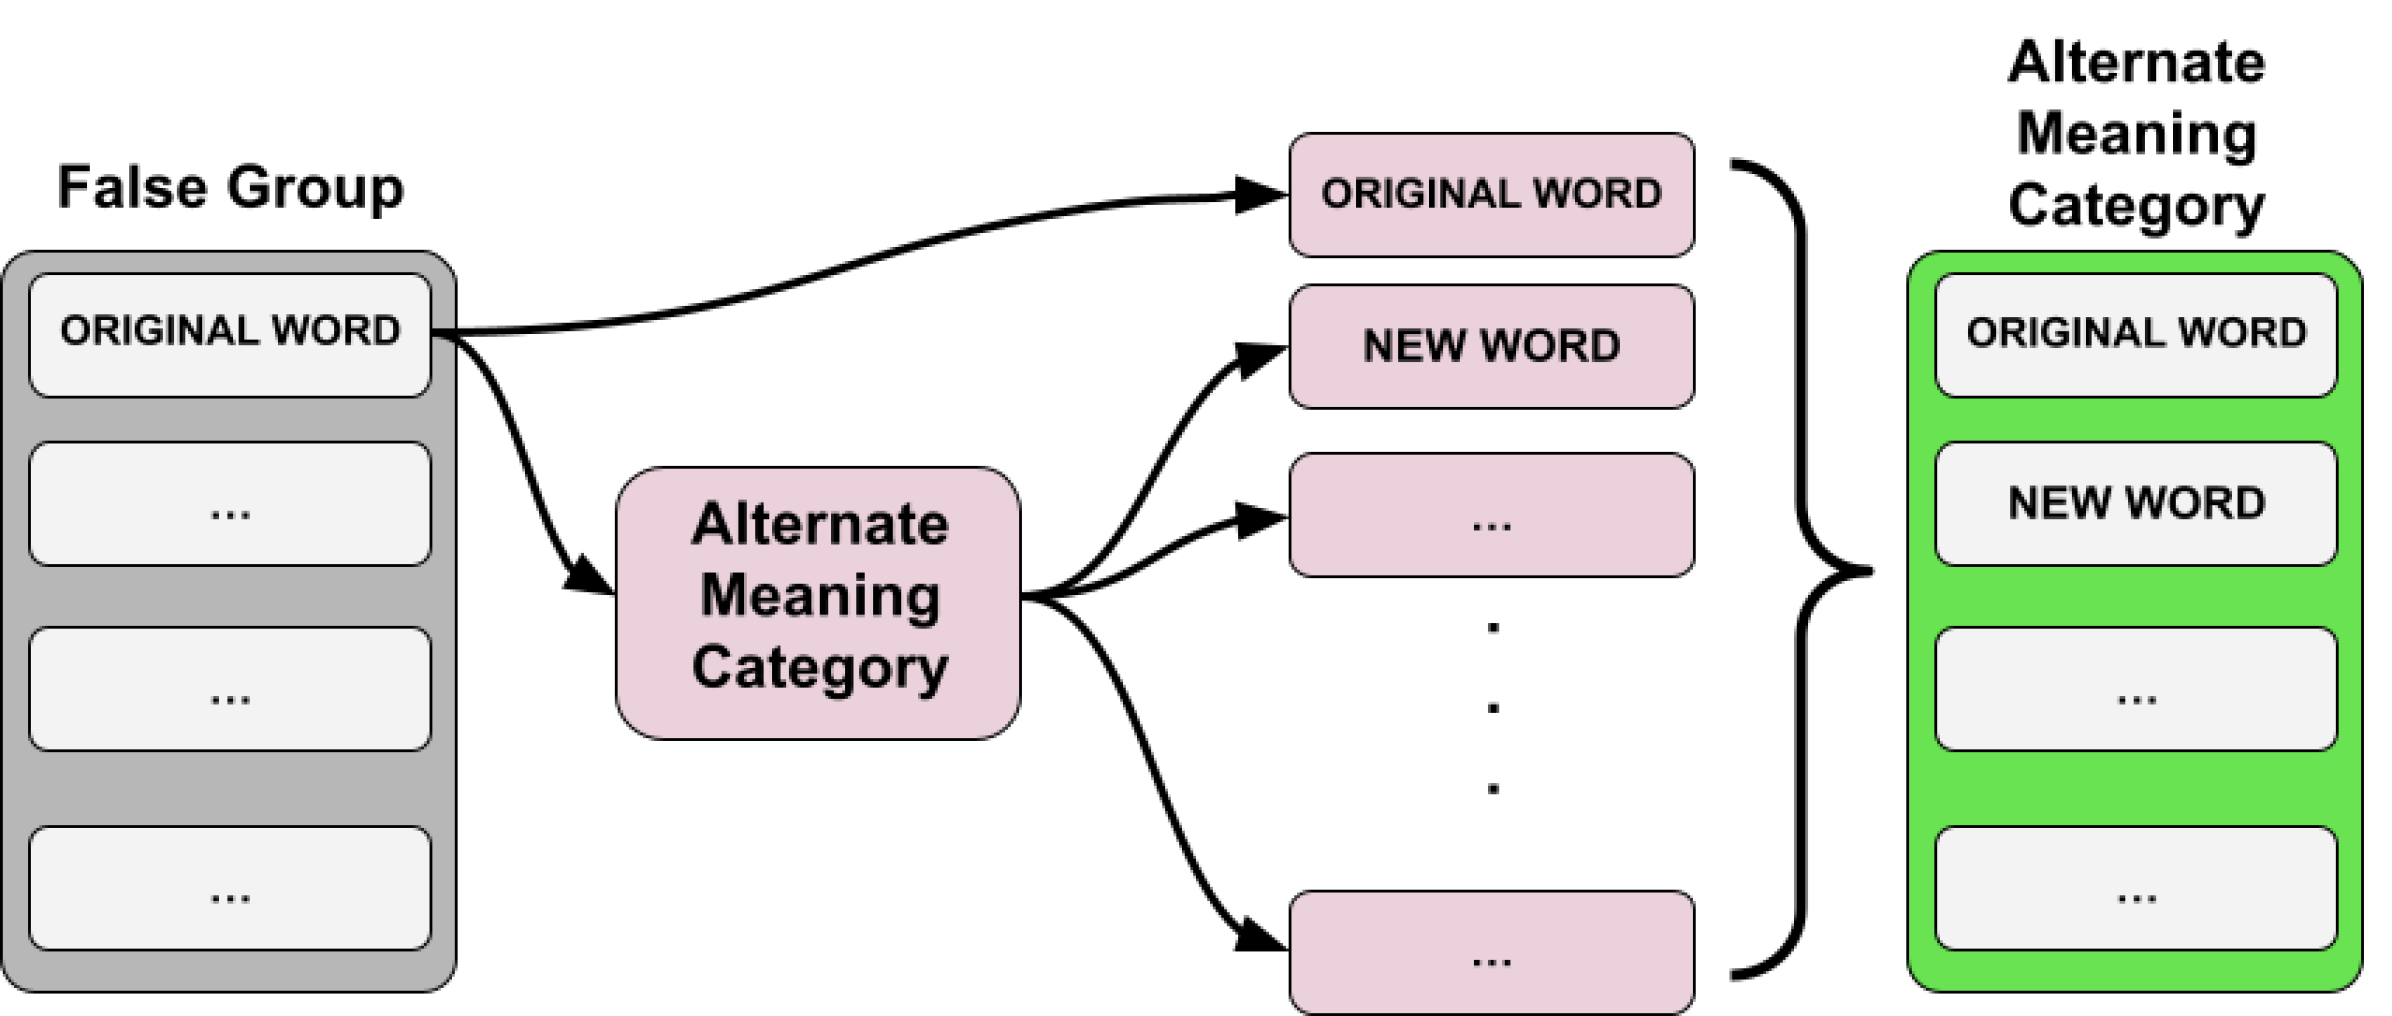 False Group
ORIGINAL WORD
...
...
...
Alternate
Meaning
Category
ORIGINAL WORD
NEW WORD
...
.
.
.
...
Alternate
Meaning
Category
ORIGINAL WORD
NEW WORD
...
...